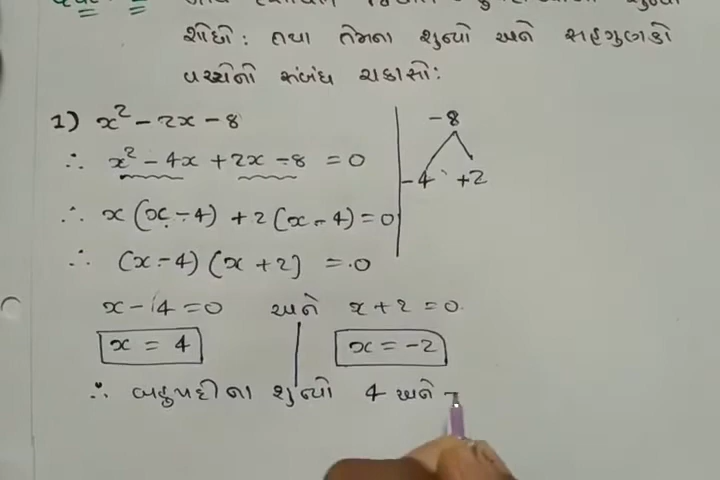 શોધો: તથા તેમના શુન્યો અને સહગુણકો
વચ્ચેનો સંબંધ ચકાસો:
1) x² - 2x - 8
∴ x² - 4x + 2x - 8 = 0
∴ x (x - 4) + 2 (x - 4) = 0
∴ (x - 4) (x + 2) = 0
x - 4 = 0 અને x + 2 = 0
x = 4 x = -2
∴ બહુપદીના શુન્યો 4 અને -
-8
-4 +2